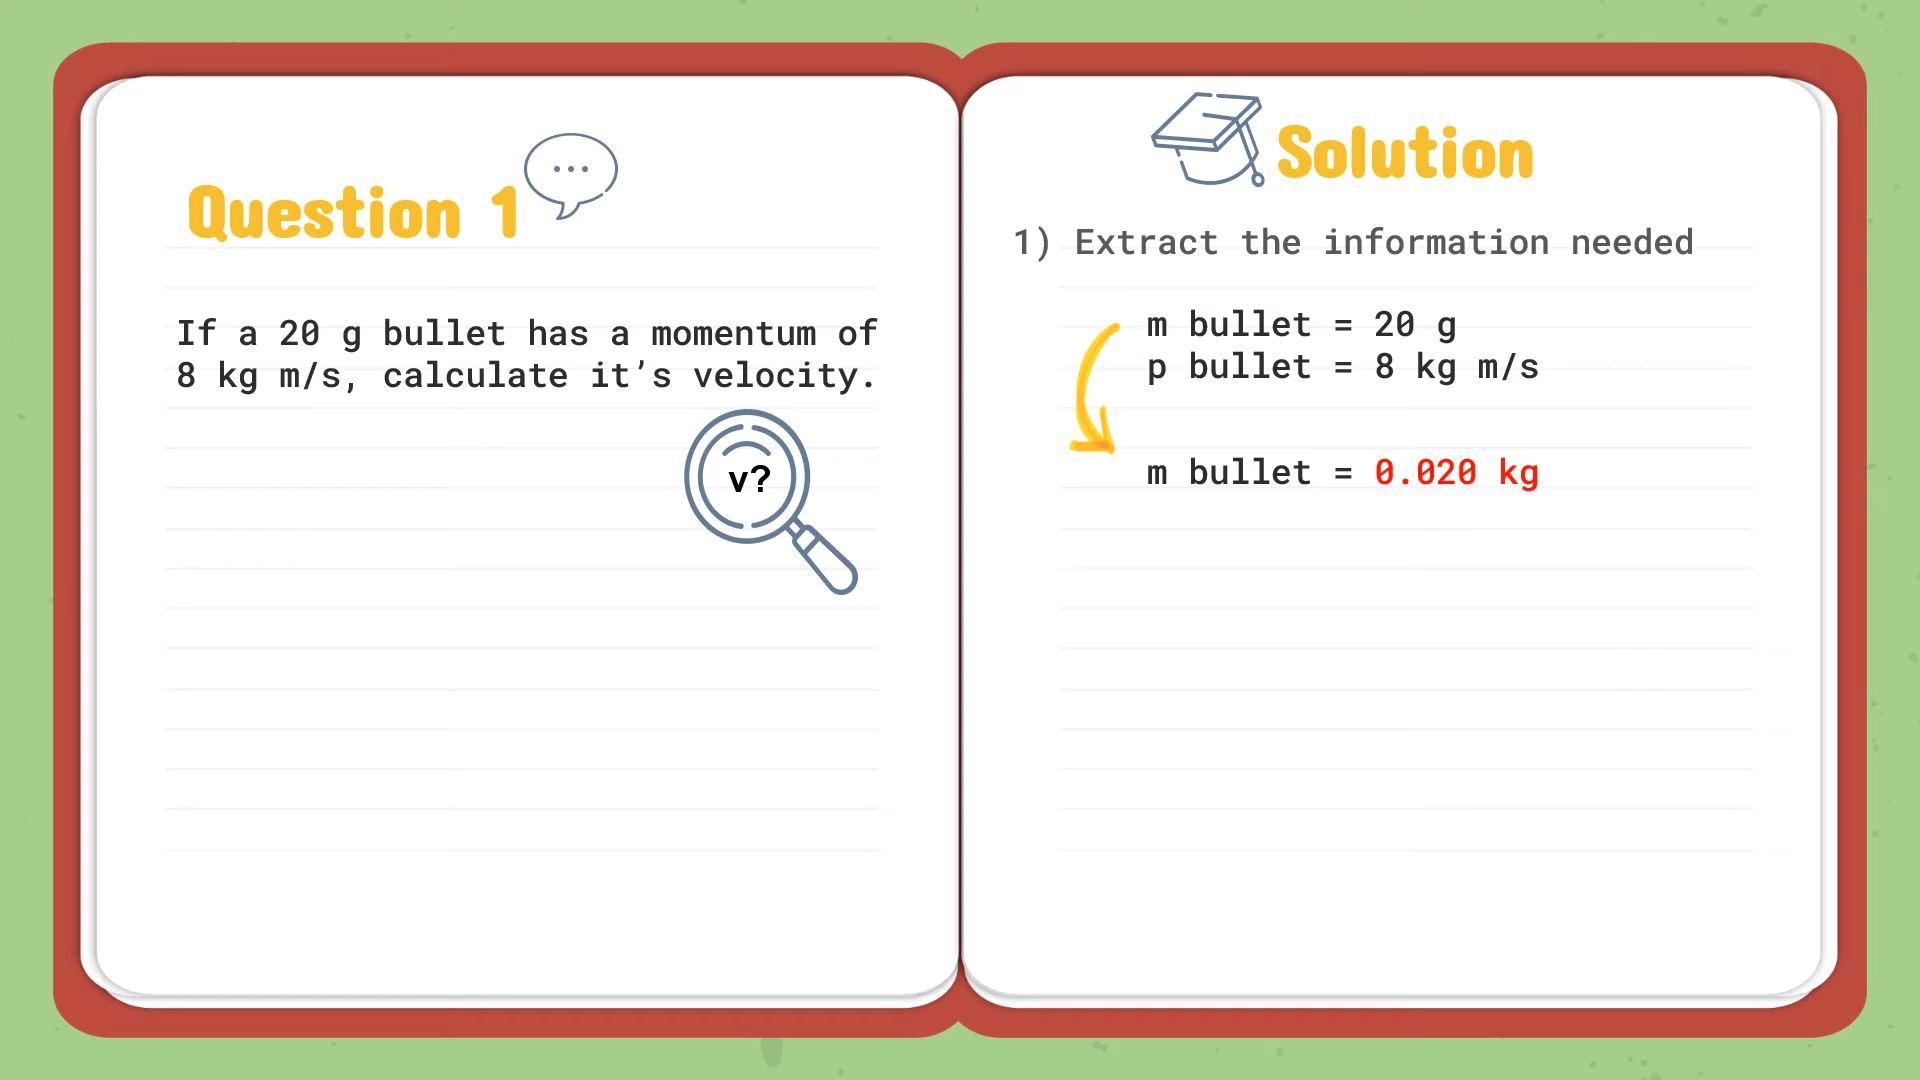 Question 1
If a 20 g bullet has a momentum of
8 kg m/s, calculate it’s velocity.
v?
Solution
1) Extract the information needed
m bullet = 20 g
p bullet = 8 kg m/s
m bullet = 0.020 kg